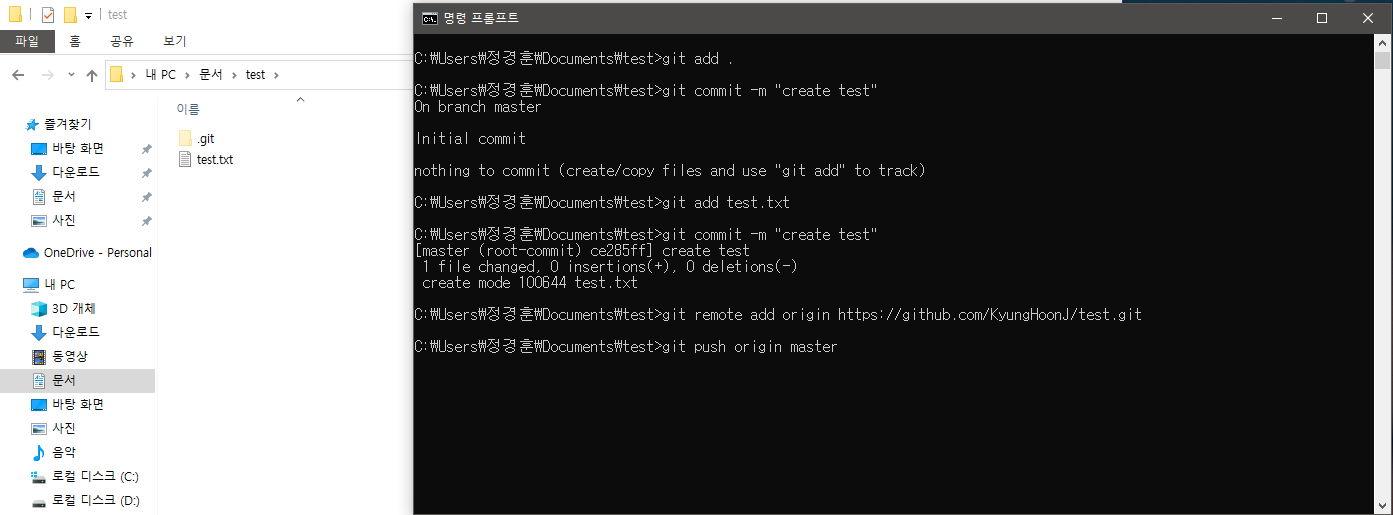 test
파일 홈 공유 보기
내 PC 문서 test
이름
.git
test.txt
즐겨찾기
바탕 화면
다운로드
문서
사진
OneDrive - Personal
내 PC
3D 개체
다운로드
동영상
문서
바탕 화면
사진
음악
로컬 디스크 (C:)
로컬 디스크 (D:)
명령 프롬프트
C:\Users\정경훈\Documents\test>git add .
C:\Users\정경훈\Documents\test>git commit -m "create test"
On branch master
Initial commit
nothing to commit (create/copy files and use "git add" to track)
C:\Users\정경훈\Documents\test>git add test.txt
C:\Users\정경훈\Documents\test>git commit -m "create test"
[master (root-commit) ce285ff] create test
1 file changed, 0 insertions(+), 0 deletions(-)
create mode 100644 test.txt
C:\Users\정경훈\Documents\test>git remote add origin https://github.com/KyungHoonJ/test.git
C:\Users\정경훈\Documents\test>git push origin master